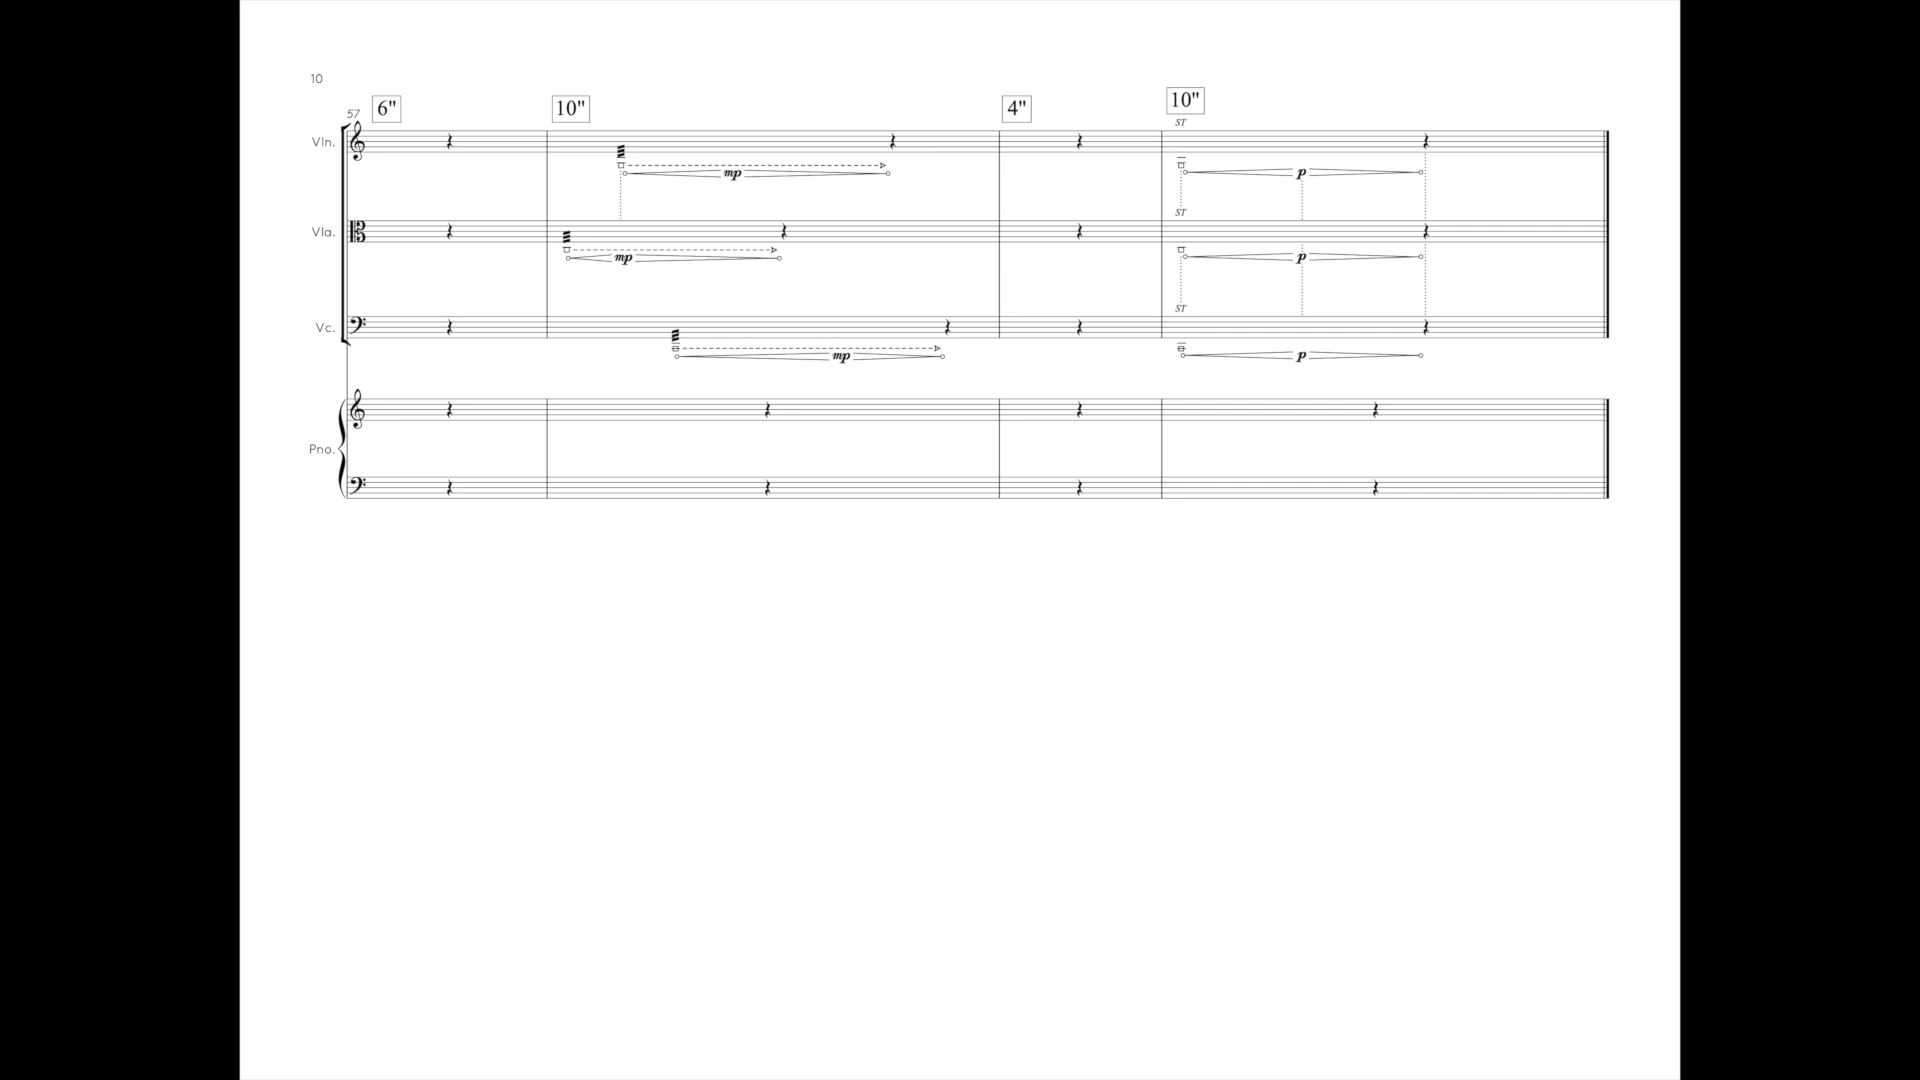 10
57 6" 10" 4" 10"
ST
Vln.
mp p
ST
Vla.
mp p
ST
Vc.
mp p
Pno.